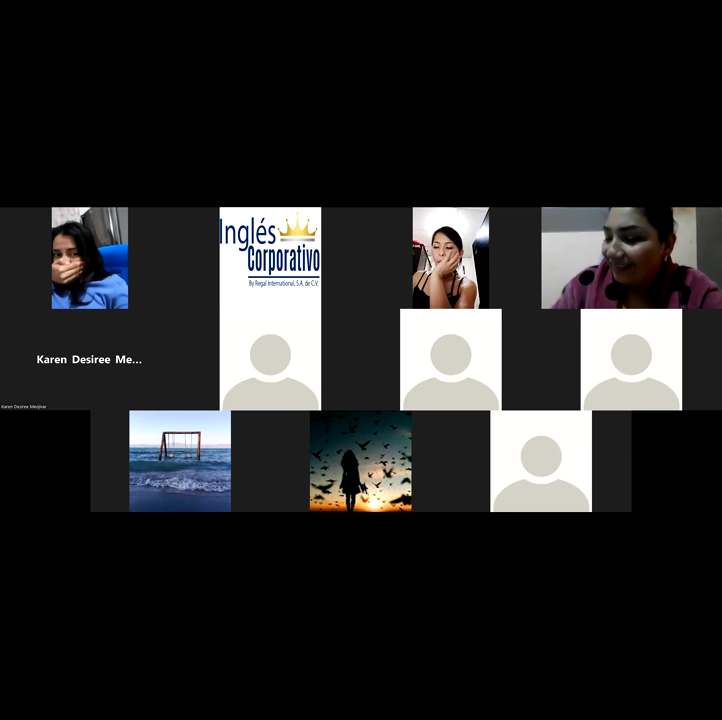 Inglés
Corporativo
By Regal International, S.A. de C.V.
Karen Desiree Me...
Karen Desiree Menjivar